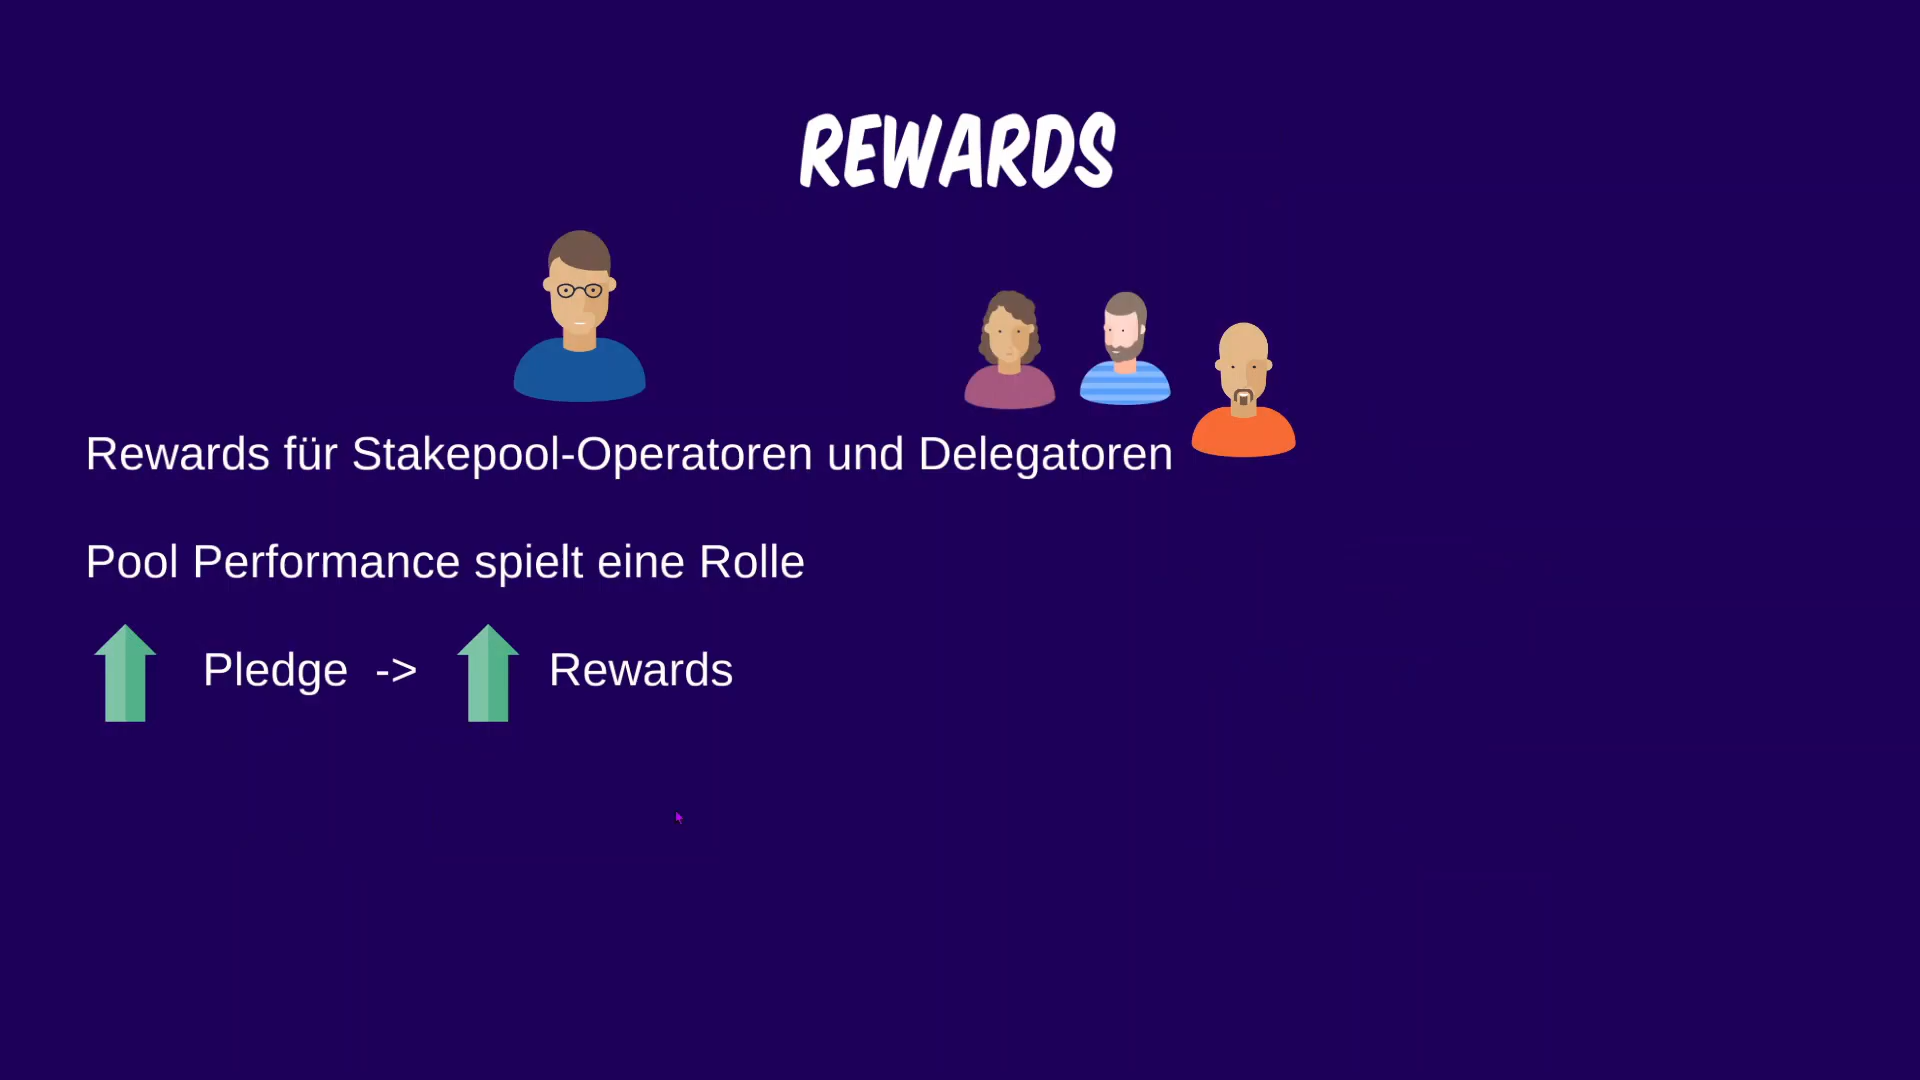 REWARDS
Rewards für Stakepool-Operatoren und Delegatoren
Pool Performance spielt eine Rolle
Pledge -> Rewards